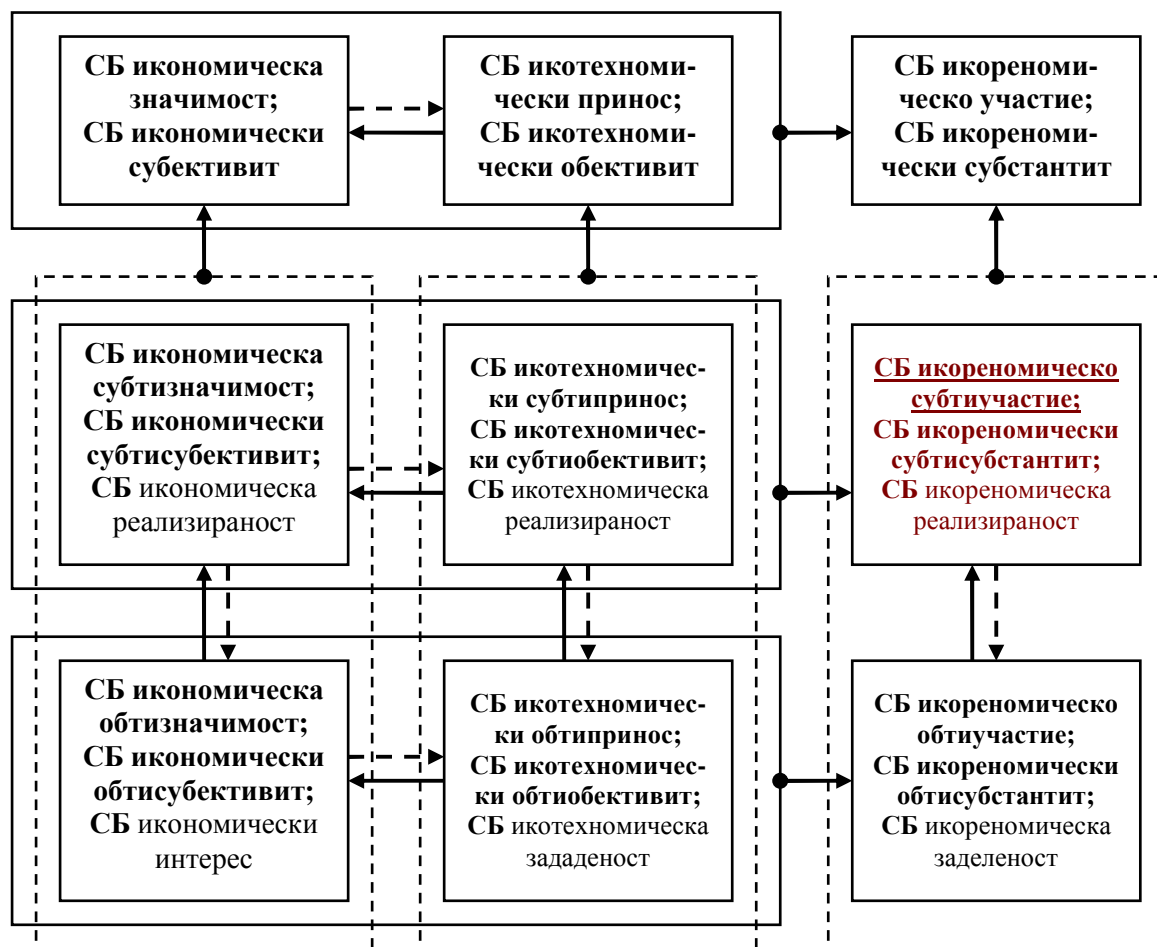 СБ икономическа
значимост;
СБ икономически
субективит
СБ икотехноми-
чески принос;
СБ икотехноми-
чески обективит
СБ икореноми-
ческо участие;
СБ икореноми-
чески субстантит
СБ икономическа
субтизначимост;
СБ икономически
субтисубективит;
СБ икономическа
реализираност
СБ икотехномичес-
ки субтипринос;
СБ икотехномичес-
ки субтиобективит;
СБ икотехномическа
реализираност
СБ икореномическо
субтиучастие;
СБ икореномически
субтисубстантит;
СБ икореномическа
реализираност
СБ икономическа
обтизначимост;
СБ икономически
обтисубективит;
СБ икономически
интерес
СБ икотехномичес-
ки обтипринос;
СБ икотехномичес-
ки обтиобективит;
СБ икотехномическа
зададеност
СБ икореномическо
обтиучастие;
СБ икореномически
обтисубстантит;
СБ икореномическа
заделеност